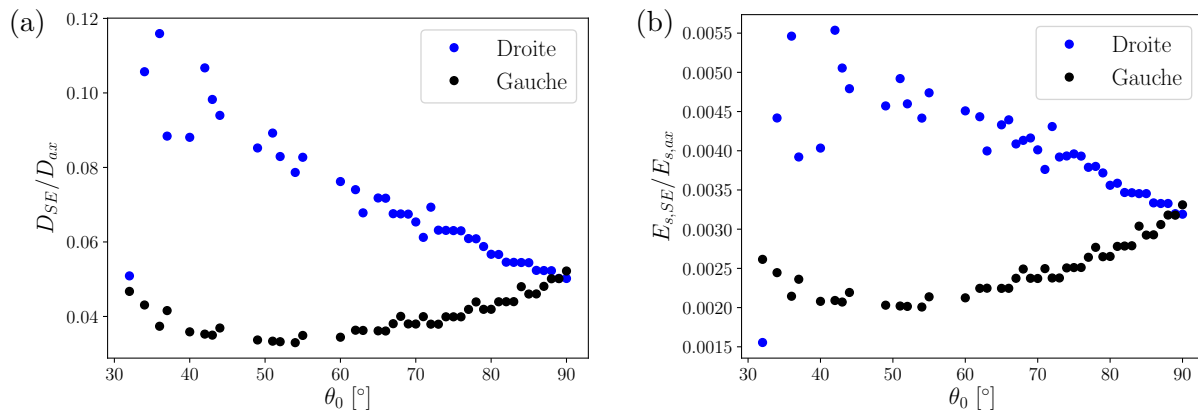 (a)
0.12
0.10
0.08
0.06
0.04
D_{SE}/D_{ax}
30 40 50 60 70 80 90
θ_0 [°]
Droite
Gauche
(b)
0.0055
0.0050
0.0045
0.0040
0.0035
0.0030
0.0025
0.0020
0.0015
E_{s,SE}/E_{s,ax}
30 40 50 60 70 80 90
θ_0 [°]
Droite
Gauche